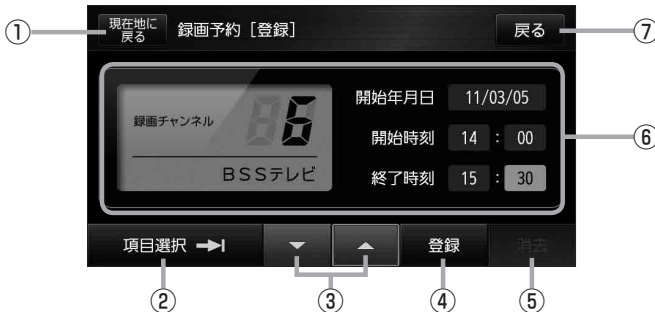 ①
現在地に
戻る
録画予約［登録］
戻る
⑦
録画チャンネル
6
BSSテレビ
開始年月日 11/03/05
開始時刻 14 : 00
終了時刻 15 : 30
⑥
項目選択
登録
消去
②
③
④
⑤